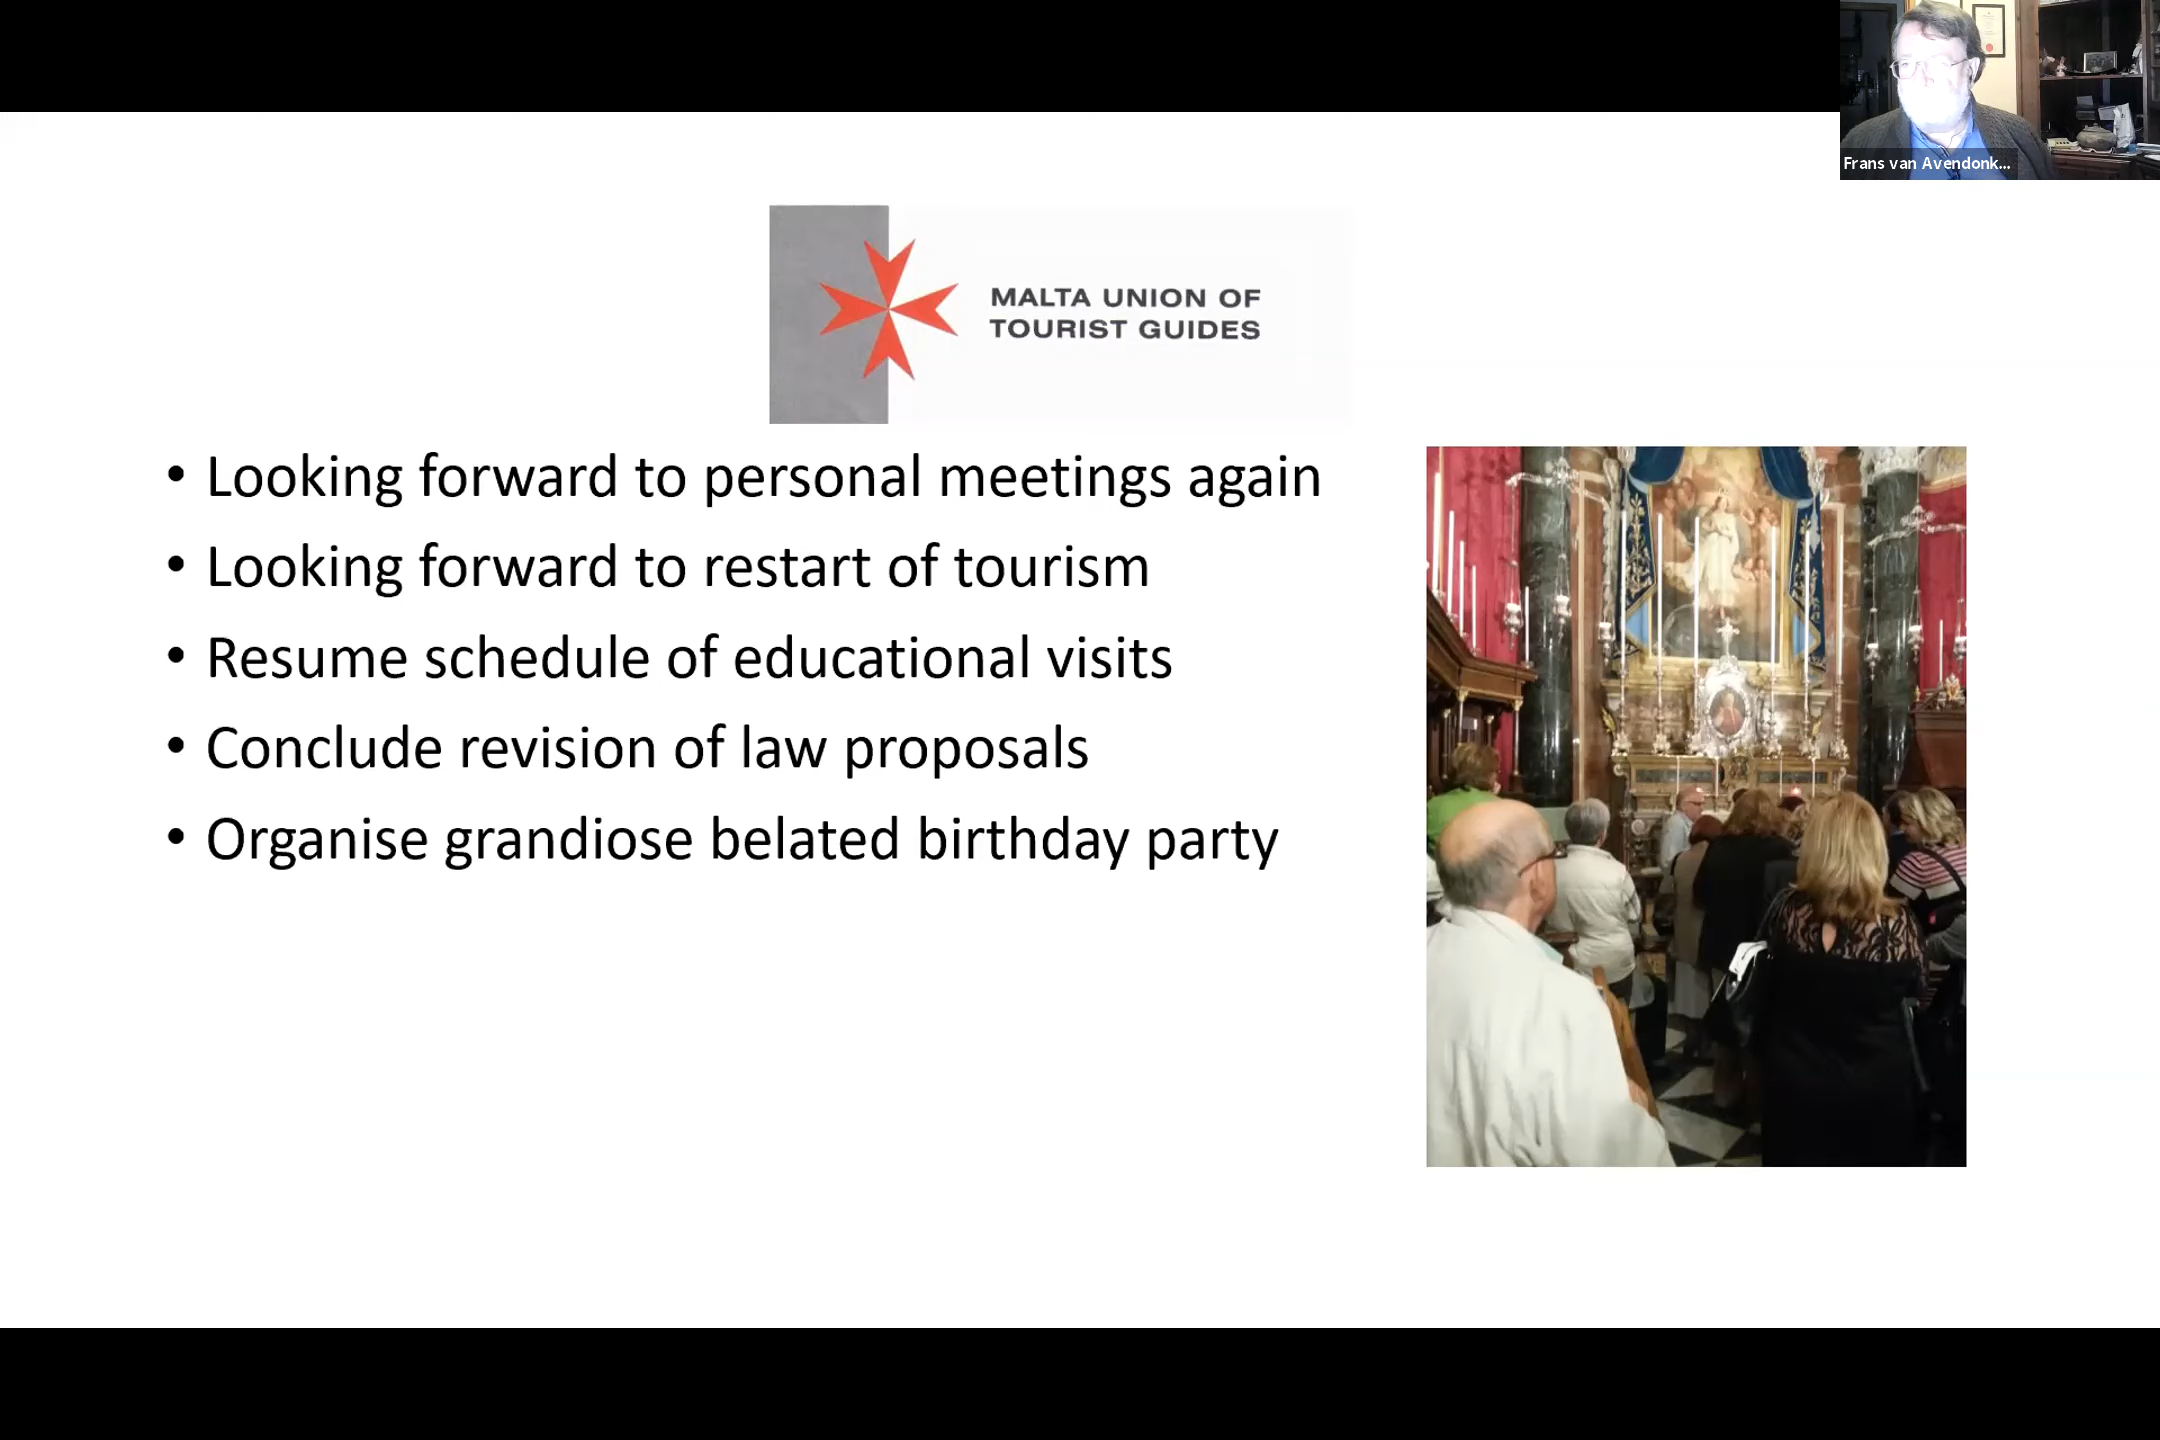 Frans van Avendonk...
MALTA UNION OF
TOURIST GUIDES
• Looking forward to personal meetings again
• Looking forward to restart of tourism
• Resume schedule of educational visits
• Conclude revision of law proposals
• Organise grandiose belated birthday party